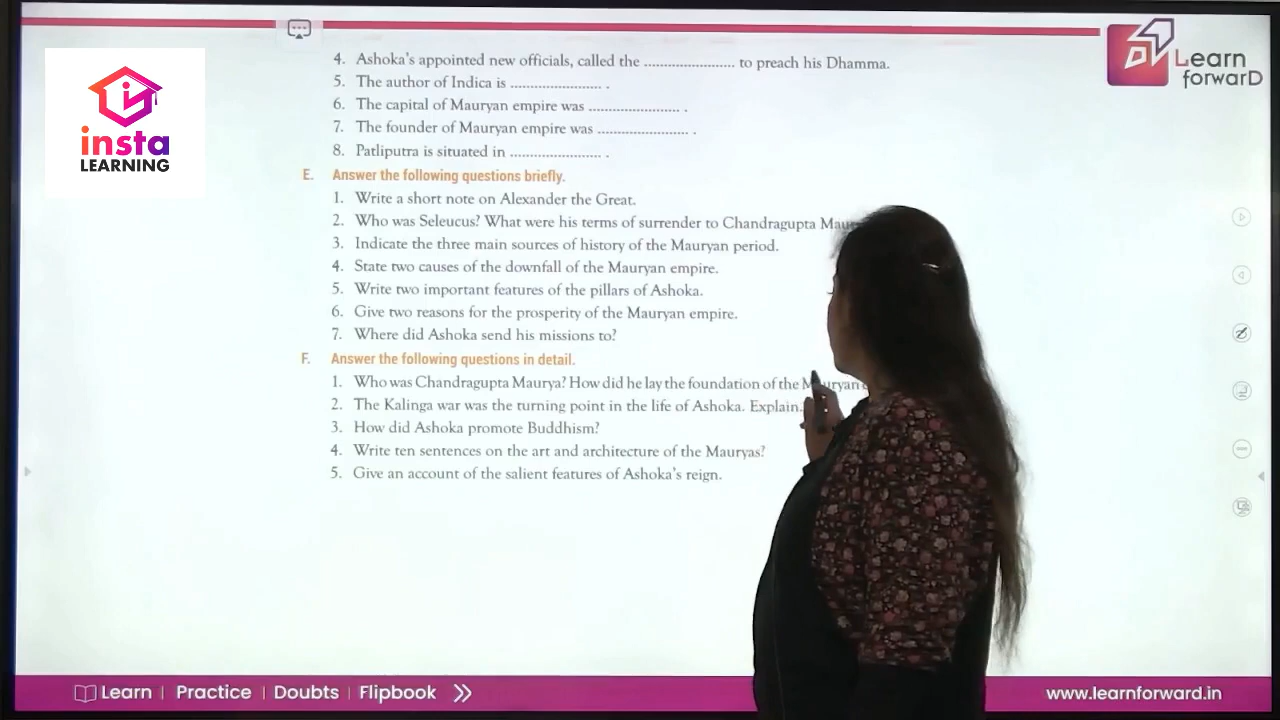 4. Ashoka's appointed new officials, called the ...................... to preach his Dhamma.
5. The author of Indica is ...................... .
6. The capital of Mauryan empire was ...................... .
7. The founder of Mauryan empire was ...................... .
8. Patliputra is situated in ...................... .
E. Answer the following questions briefly.
1. Write a short note on Alexander the Great.
2. Who was Seleucus? What were his terms of surrender to Chandragupta
3. Indicate the three main sources of history of the Mauryan period.
4. State two causes of the downfall of the Mauryan empire.
5. Write two important features of the pillars of Ashoka.
6. Give two reasons for the prosperity of the Mauryan empire.
7. Where did Ashoka send his missions to?
F. Answer the following questions in detail.
1. Who was Chandragupta Maurya? How did he lay the foundation of the Mauryan
2. The Kalinga war was the turning point in the life of Ashoka. Explain.
3. How did Ashoka promote Buddhism?
4. Write ten sentences on the art and architecture of the Mauryas?
5. Give an account of the salient features of Ashoka's reign.
insta
LEARNING
Learn
forwarD
Learn | Practice | Doubts | Flipbook
www.learnforward.in